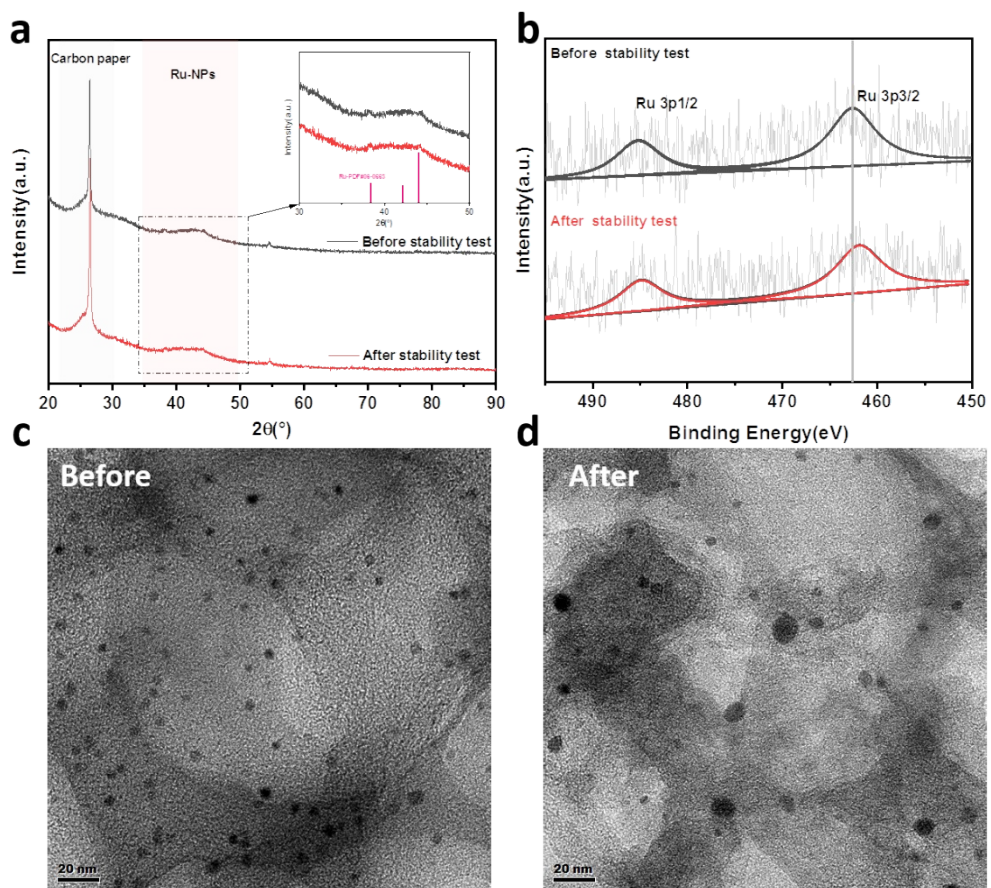 a
Carbon paper
Ru-NPs
Intensity(a.u.)
30
40
50
2θ(°)
Before stability test
After stability test
Intensity(a.u.)
20
30
40
50
60
70
80
90
2θ(°)
b
Before stability test
Ru 3p1/2
Ru 3p3/2
After stability test
Intensity(a.u.)
490
480
470
460
450
Binding Energy(eV)
c
Before
20 nm
d
After
20 nm